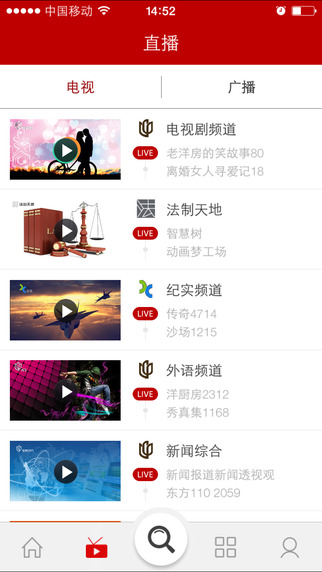 中国移动
14:52
直播
电视
广播
电视剧频道
LIVE
老洋房的笑故事80
离婚女人寻爱记18
法制天地
LIVE
智慧树
动画梦工场
纪实频道
LIVE
传奇4714
沙场1215
外语频道
LIVE
洋厨房2312
秀真集1168
新闻综合
LIVE
新闻报道新闻透视观
东方110 2059